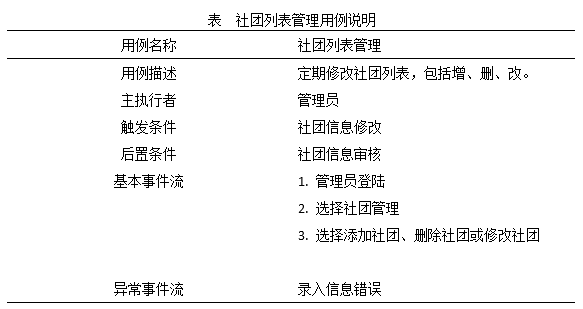 表 社团列表管理用例说明
用例名称 社团列表管理
用例描述 定期修改社团列表，包括增、删、改。
主执行者 管理员
触发条件 社团信息修改
后置条件 社团信息审核
基本事件流 1. 管理员登陆
2. 选择社团管理
3. 选择添加社团、删除社团或修改社团
异常事件流 录入信息错误